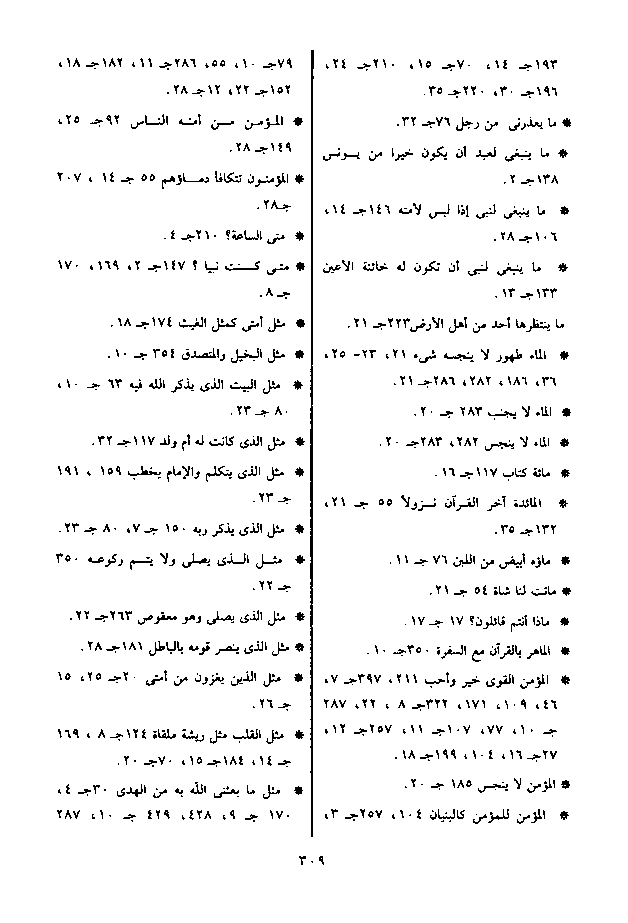 ١٩٣جـ ١٤، ٧٠جـ ١٥، ٢١٠جـ ٢٤،
١٩٦جـ ٣٠، ٢٢٠جـ ٣٥.
* ما يعذرنى من رجل ٧٦جـ ٣٢.
* ما ينبغى لعبد أن يكون خيرا من يونس
١٣٨جـ ٢.
* ما ينبغى لنبى إذا لبس لأمته ١٤٦جـ ١٤،
١٠٦جـ ٢٨.
* ما ينبغى لنبى أن تكون له خائنة الأعين
١٣٣جـ ١٣.
ما ينتظرها أحد من أهل الأرض٢٢٣جـ ٢١.
* الماء طهور لا ينجسه شىء ٢١، ٢٣- ٢٥،
٣٦، ١٨٦، ٢٨٢، ٢٨٦جـ ٢١.
* الماء لا يجنب ٢٨٣ جـ ٢٠.
* الماء لا ينجس ٢٨٢، ٢٨٣جـ ٢٠.
* مائة كتاب ١١٧جـ ١٦.
* المائدة آخر القرآن نزولاً ٥٥ جـ ٢١،
١٣٢جـ ٣٥.
* ماؤه أبيض من اللبن ٧٦ جـ ١١.
* ماتت لنا شاة ٥٤ جـ ٢١.
* ماذا أنتم قائلون؟ ١٧ جـ ١٧.
* الماهر بالقرآن مع السفرة ٣٥٠جـ ١٠.
* المؤمن القوى خير وأحب ٢١١، ٣٩٧جـ ٧،
٤٦، ١٠٩، ١٧١، ٣٢٢جـ ٨ ، ٢٢، ٢٨٧
جـ ١٠، ٧٧، ١٠٧جـ ١١، ٢٥٧جـ ١٢،
٢٧جـ ١٦، ١٠٤، ١٩٩جـ ١٨.
* المؤمن لا ينجس ١٨٥ جـ ٢٠.
* المؤمن للمؤمن كالبنيان ١٠٤، ٢٥٧جـ ٣،
٧٩جـ ١٠، ٥٥، ٢٨٦جـ ١١، ١٨٢جـ ١٨،
١٥٢جـ ٢٢، ١٢جـ ٢٨.
* المؤمن من أمنه الناس ٩٢جـ ٢٥،
١٤٩جـ ٢٨.
* المؤمنون تتكافأ دماؤهم ٥٥ جـ ١٤ ، ٢٠٧
جـ٢٨.
* متى الساعة؟ ٢١٠جـ ٤.
* متى كنت نبيا ؟ ١٤٧جـ ٢، ١٦٩، ١٧٠
جـ ٨.
* مثل أمتى كمثل الغيث ١٧٤جـ ١٨.
* مثل البخيل والمتصدق ٣٥٤ جـ ١٠.
* مثل البيت الذى يذكر الله فيه ٦٣ جـ ١٠،
٨٠ جـ ٢٣.
* مثل الذى كانت له أم ولد ١١٧جـ ٣٢.
* مثل الذى يتكلم والإمام يخطب ١٥٩ ، ١٩١
جـ ٢٣.
* مثل الذى يذكر ربه ١٥٠ جـ ٧، ٨٠ جـ ٢٣.
* مثل الذى يصلى ولا يتم ركوعه ٣٥٠
جـ ٢٢.
* مثل الذى يصلى وهو معقوص ٢٦٣جـ ٢٢.
* مثل الذى ينصر قومه بالباطل ١٨١جـ ٢٨.
* مثل الذين يغزون من أمتى ٢٠جـ ٢٥، ١٥
جـ ٢٦.
* مثل القلب مثل ريشة ملقاة ١٢٤جـ ٨ ، ١٦٩
جـ ١٤، ١٨٤جـ ١٥، ٧٠جـ ٢٠.
* مثل ما بعثنى الله به من الهدى ٣٠جـ ٤،
١٧٠ جـ ٩، ٤٢٨، ٤٢٩ جـ ١٠، ٢٨٧
٣٠٩